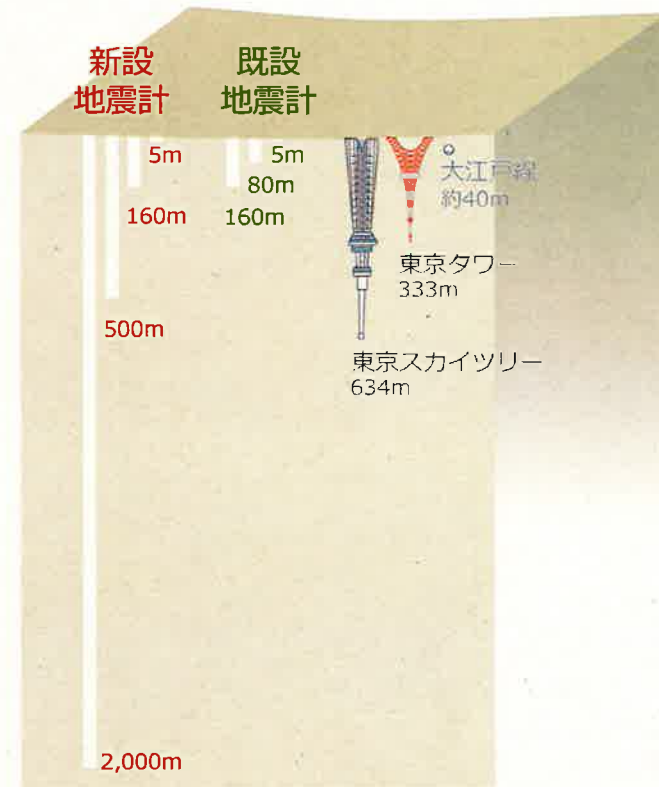 新設
地震計
既設
地震計
5m
160m
500m
2,000m
5m
80m
160m
大江戸線
約40m
東京タワー
333m
東京スカイツリー
634m